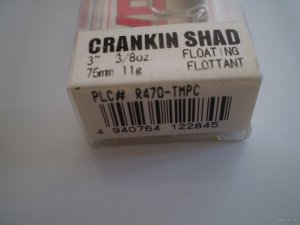 CRANKIN SHAD
3" 3/8oz. FLOATING
75mm 11g FLOTTANT
PLC# R470-TMPC
4 940764 122845